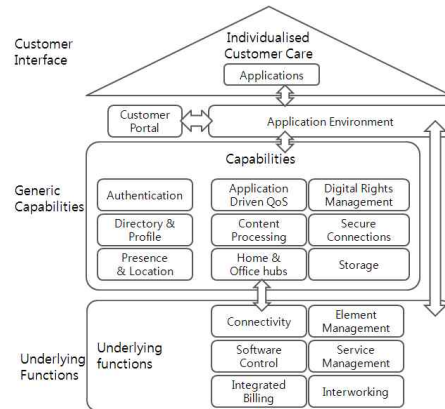 Customer
Interface
Individualised
Customer Care
Applications
Customer
Portal
Application Environment
Generic
Capabilities
Capabilities
Authentication
Application
Driven QoS
Digital Rights
Management
Directory &
Profile
Content
Processing
Secure
Connections
Presence
& Location
Home &
Office hubs
Storage
Underlying
Functions
Underlying
functions
Connectivity
Element
Management
Software
Control
Service
Management
Integrated
Billing
Interworking